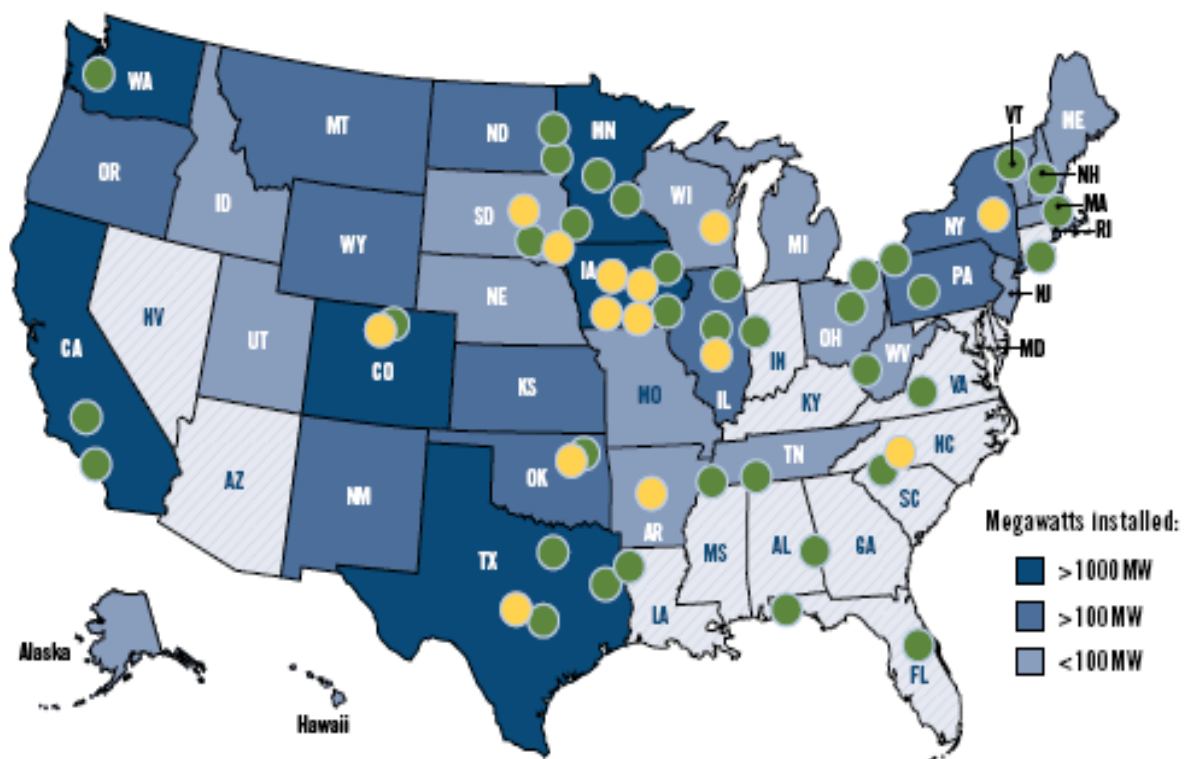 WA
MT
ND
MN
VT
ME
OR
ID
SD
WI
NH
MA
RI
WY
MI
NY
IA
NE
PA
NJ
NV
UT
CA
CO
IL
IN
OH
WV
MD
KS
MO
KY
VA
AZ
NM
OK
TN
NC
AR
SC
TX
MS
AL
GA
LA
FL
Megawatts installed:
>1000 MW
>100 MW
<100 MW
Alaska
Hawaii